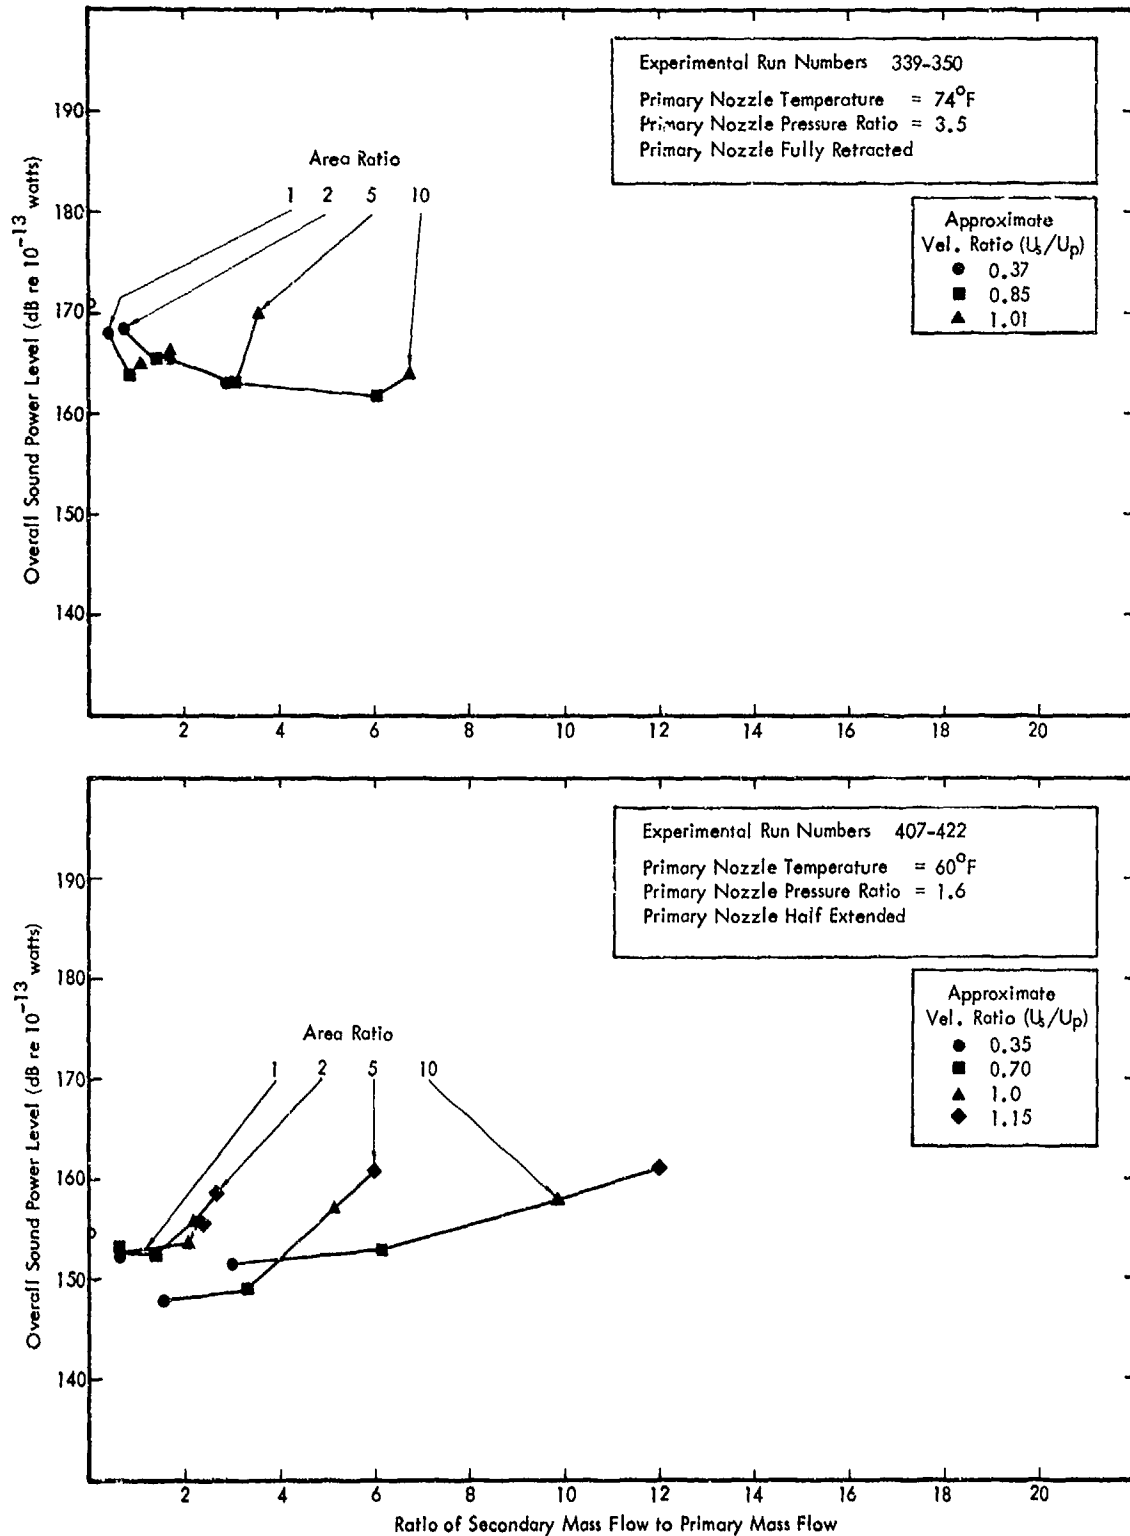 Experimental Run Numbers 339-350
Primary Nozzle Temperature = 74°F
Primary Nozzle Pressure Ratio = 3.5
Primary Nozzle Fully Retracted
Approximate
Vel. Ratio (Us/Up)
0.37
0.85
1.01
Area Ratio
1 2 5 10
Overall Sound Power Level (dB re 10⁻¹³ watts)
190
180
170
160
150
140
2 4 6 8 10 12 14 16 18 20
Experimental Run Numbers 407-422
Primary Nozzle Temperature = 60°F
Primary Nozzle Pressure Ratio = 1.6
Primary Nozzle Half Extended
Approximate
Vel. Ratio (Us/Up)
0.35
0.70
1.0
1.15
Area Ratio
1 2 5 10
Overall Sound Power Level (dB re 10⁻¹³ watts)
190
180
170
160
150
140
2 4 6 8 10 12 14 16 18 20
Ratio of Secondary Mass Flow to Primary Mass Flow